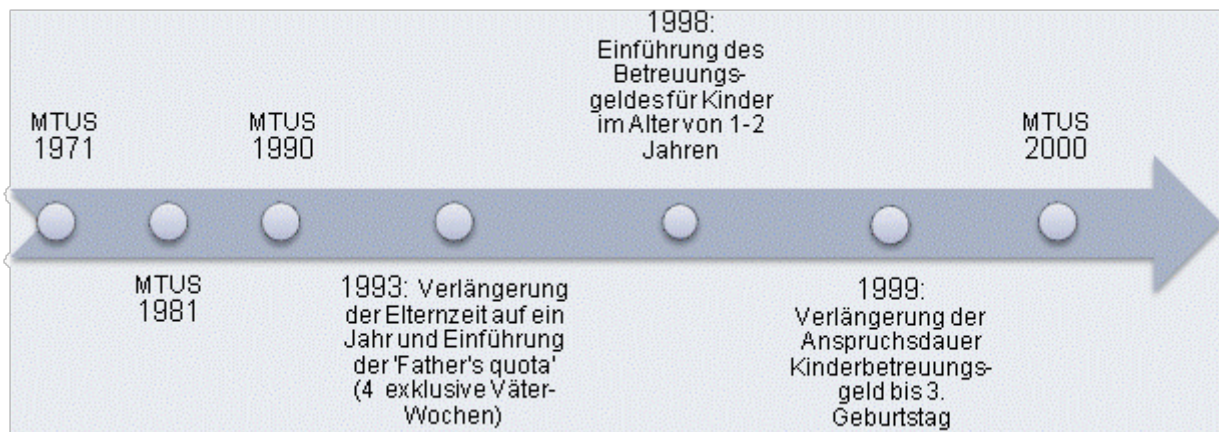 MTUS
1971
MTUS
1981
MTUS
1990
1993: Verlängerung
der Elternzeit auf ein
Jahr und Einführung
der 'Father's quota'
(4 exklusive Väter-
Wochen)
1998:
Einführung des
Betreuungs-
geldes für Kinder
im Alter von 1-2
Jahren
1999:
Verlängerung der
Anspruchsdauer
Kinderbetreuungs-
geld bis 3.
Geburtstag
MTUS
2000